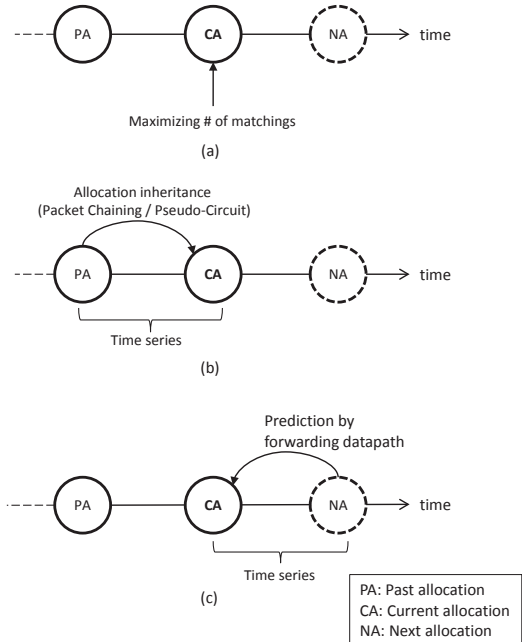 PA CA NA time
Maximizing # of matchings
(a)
Allocation inheritance
(Packet Chaining / Pseudo-Circuit)
PA CA NA time
Time series
(b)
Prediction by
forwarding datapath
PA CA NA time
Time series
(c)
PA: Past allocation
CA: Current allocation
NA: Next allocation